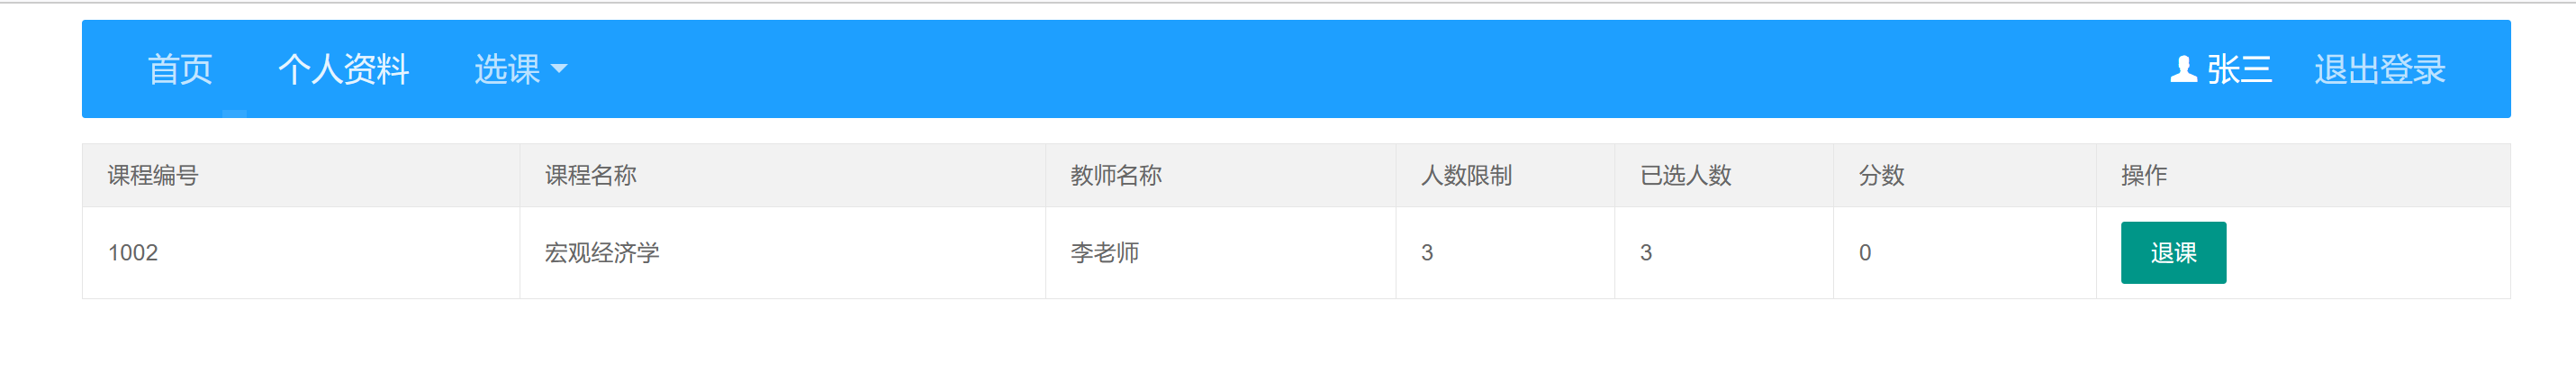 首页 个人资料 选课 张三 退出登录
课程编号 课程名称 教师名称 人数限制 已选人数 分数 操作
1002 宏观经济学 李老师 3 3 0 退课